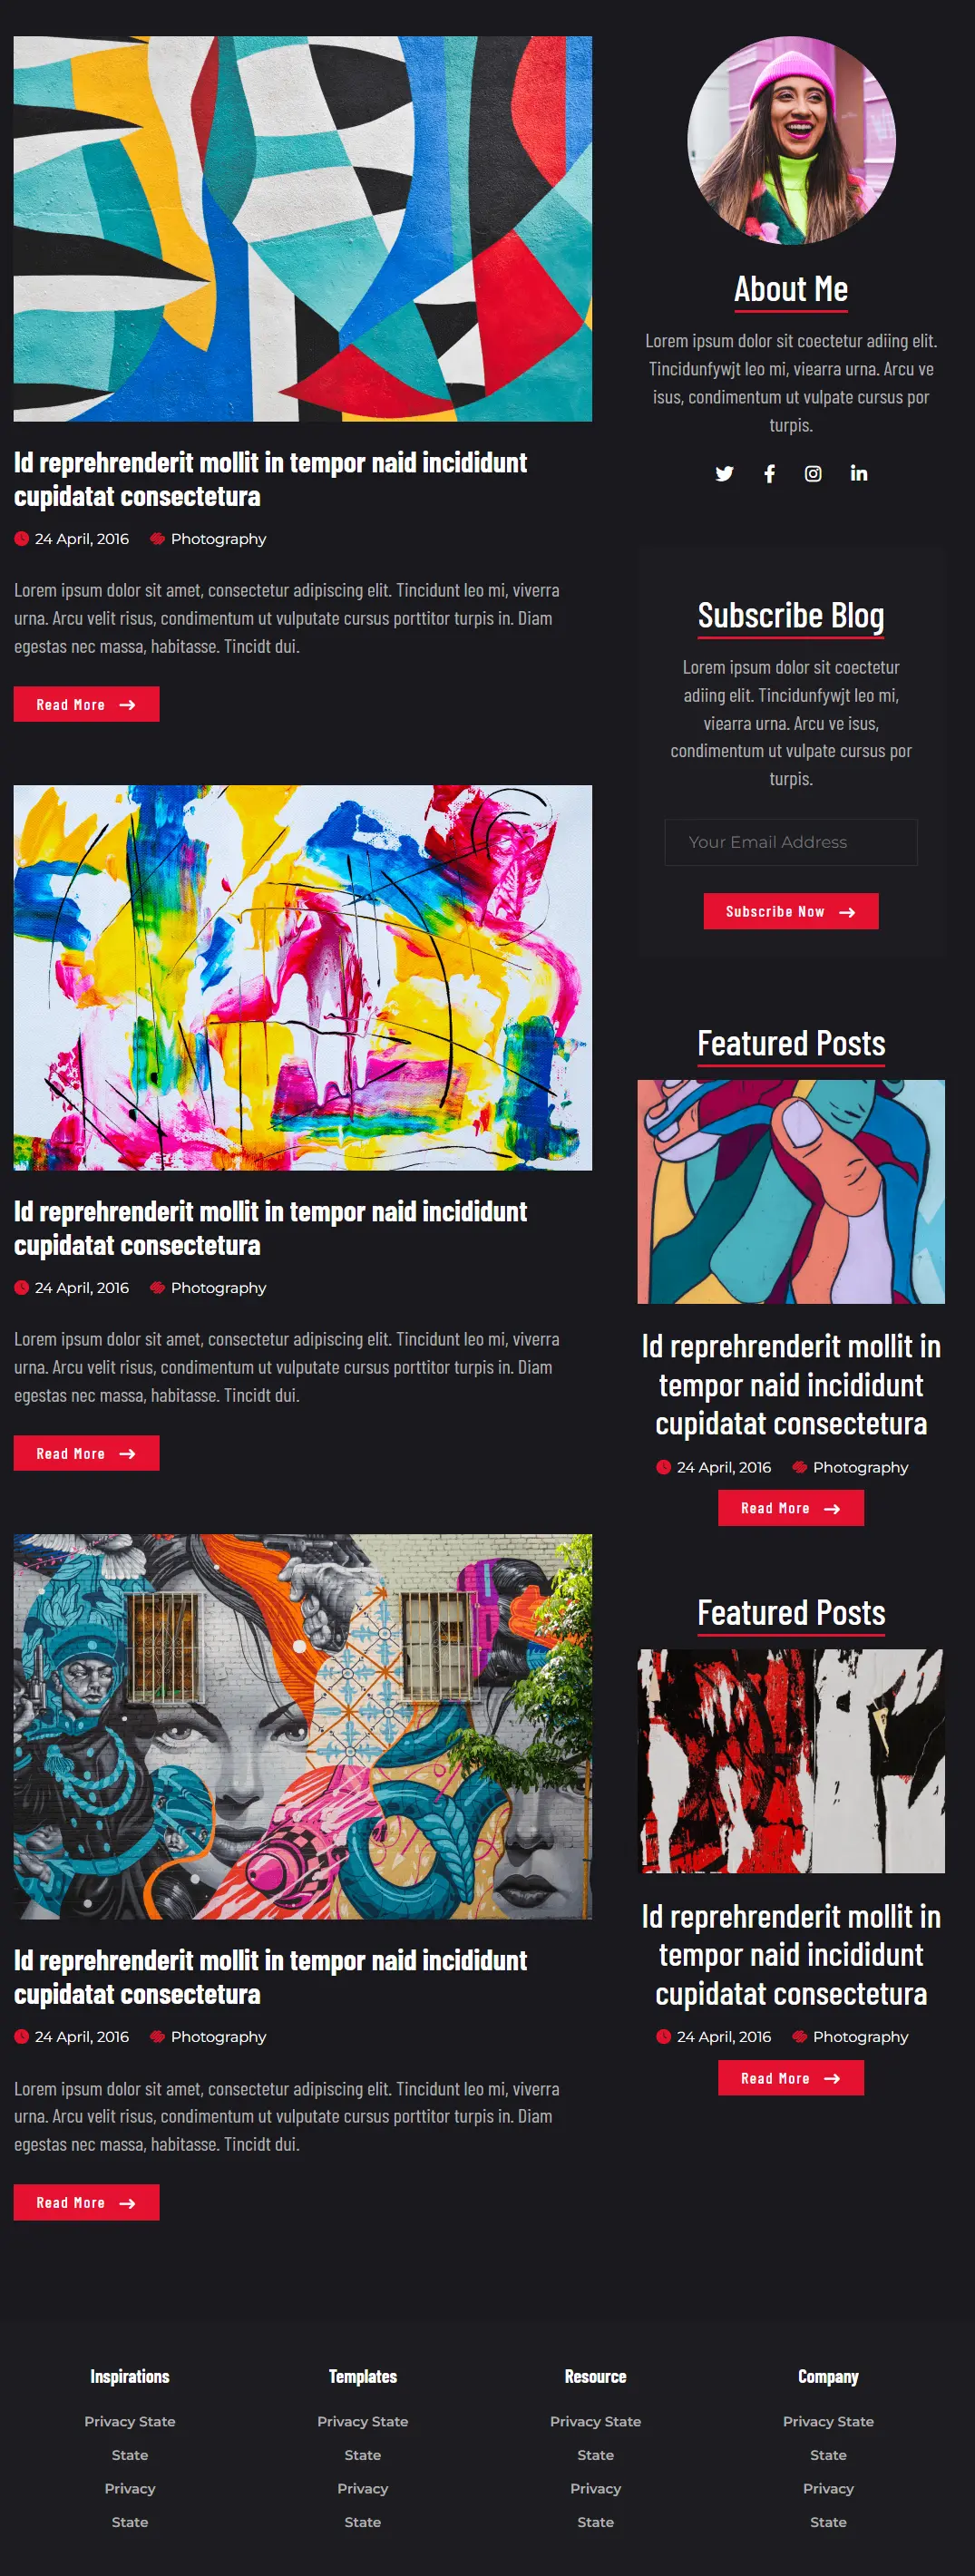 Id reprehrenderit mollit in tempor naid incididunt
cupidatat consectetura
24 April, 2016 Photography
Lorem ipsum dolor sit amet, consectetur adipiscing elit. Tincidunt leo mi, viverra
urna. Arcu velit risus, condimentum ut vulputate cursus porttitor turpis in. Diam
egestas nec massa, habitasse. Tincidt dui.
Read More
Id reprehrenderit mollit in tempor naid incididunt
cupidatat consectetura
24 April, 2016 Photography
Lorem ipsum dolor sit amet, consectetur adipiscing elit. Tincidunt leo mi, viverra
urna. Arcu velit risus, condimentum ut vulputate cursus porttitor turpis in. Diam
egestas nec massa, habitasse. Tincidt dui.
Read More
Id reprehrenderit mollit in tempor naid incididunt
cupidatat consectetura
24 April, 2016 Photography
Lorem ipsum dolor sit amet, consectetur adipiscing elit. Tincidunt leo mi, viverra
urna. Arcu velit risus, condimentum ut vulputate cursus porttitor turpis in. Diam
egestas nec massa, habitasse. Tincidt dui.
Read More
About Me
Lorem ipsum dolor sit coectetur adiing elit.
Tincidunfywjt leo mi, viearra urna. Arcu ve
isus, condimentum ut vulpate cursus por
turpis.
Subscribe Blog
Lorem ipsum dolor sit coectetur
adiing elit. Tincidunfywjt leo mi,
viearra urna. Arcu ve isus,
condimentum ut vulpate cursus por
turpis.
Your Email Address
Subscribe Now
Featured Posts
Id reprehrenderit mollit in
tempor naid incididunt
cupidatat consectetura
24 April, 2016 Photography
Read More
Featured Posts
Id reprehrenderit mollit in
tempor naid incididunt
cupidatat consectetura
24 April, 2016 Photography
Read More
Inspirations
Privacy State
State
Privacy
State
Templates
Privacy State
State
Privacy
State
Resource
Privacy State
State
Privacy
State
Company
Privacy State
State
Privacy
State